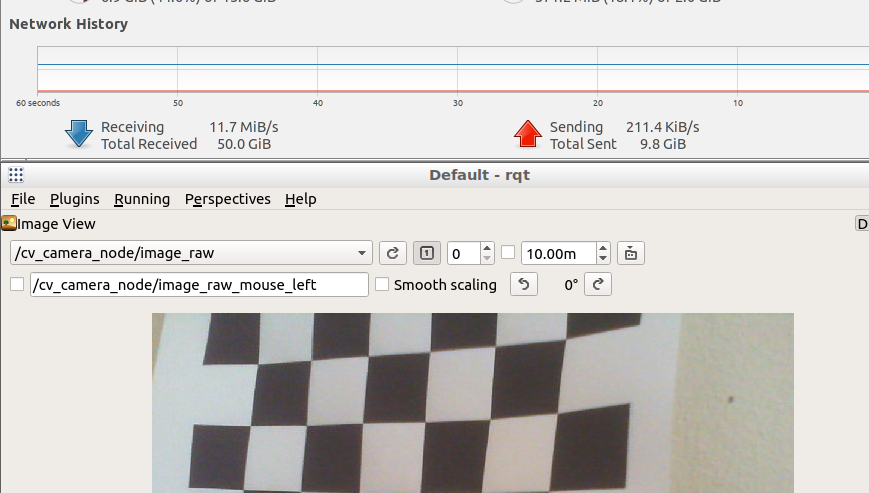 Network History
60 seconds 50 40 30 20 10
Receiving 11.7 MiB/s Sending 211.4 KiB/s
Total Received 50.0 GiB Total Sent 9.8 GiB
Default - rqt
File Plugins Running Perspectives Help
Image View D
/cv_camera_node/image_raw 1 0 10.00m
/cv_camera_node/image_raw_mouse_left Smooth scaling 0°